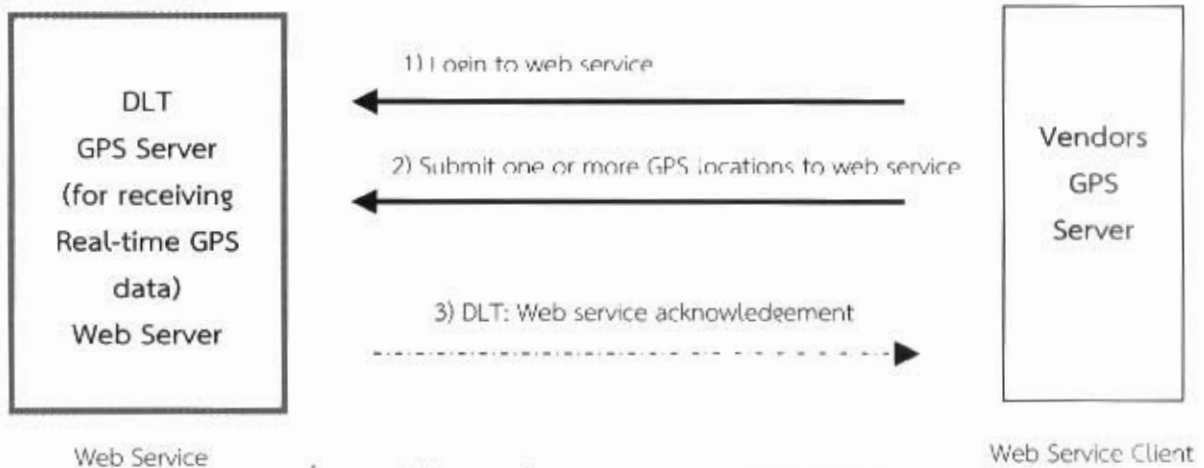 DLT
GPS Server
(for receiving
Real-time GPS
data)
Web Server
1) Login to web service
2) Submit one or more GPS locations to web service
3) DLT: Web service acknowledgement
Vendors
GPS
Server
Web Service
Web Service Client